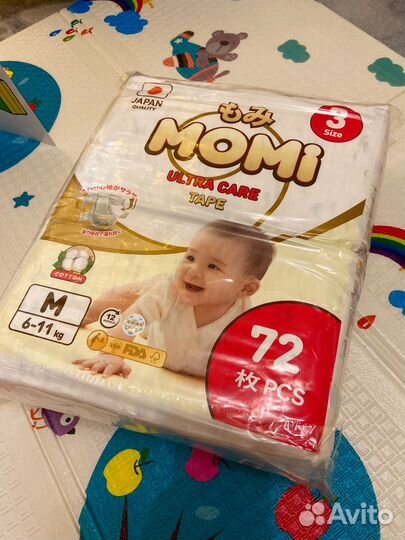 JAPAN
QUALITY
もみ
MOMi
ULTRA CARE
TAPE
3
Size
COTTON
M
6-11 kg
12
FDA
72
枚 PCS
Avito